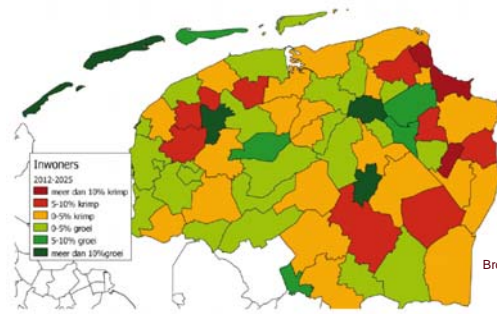 Inwoners
2012-2025
meer dan 10% krimp
5-10% krimp
0-5% krimp
0-5% groei
5-10% groei
meer dan 10%groei
Bro